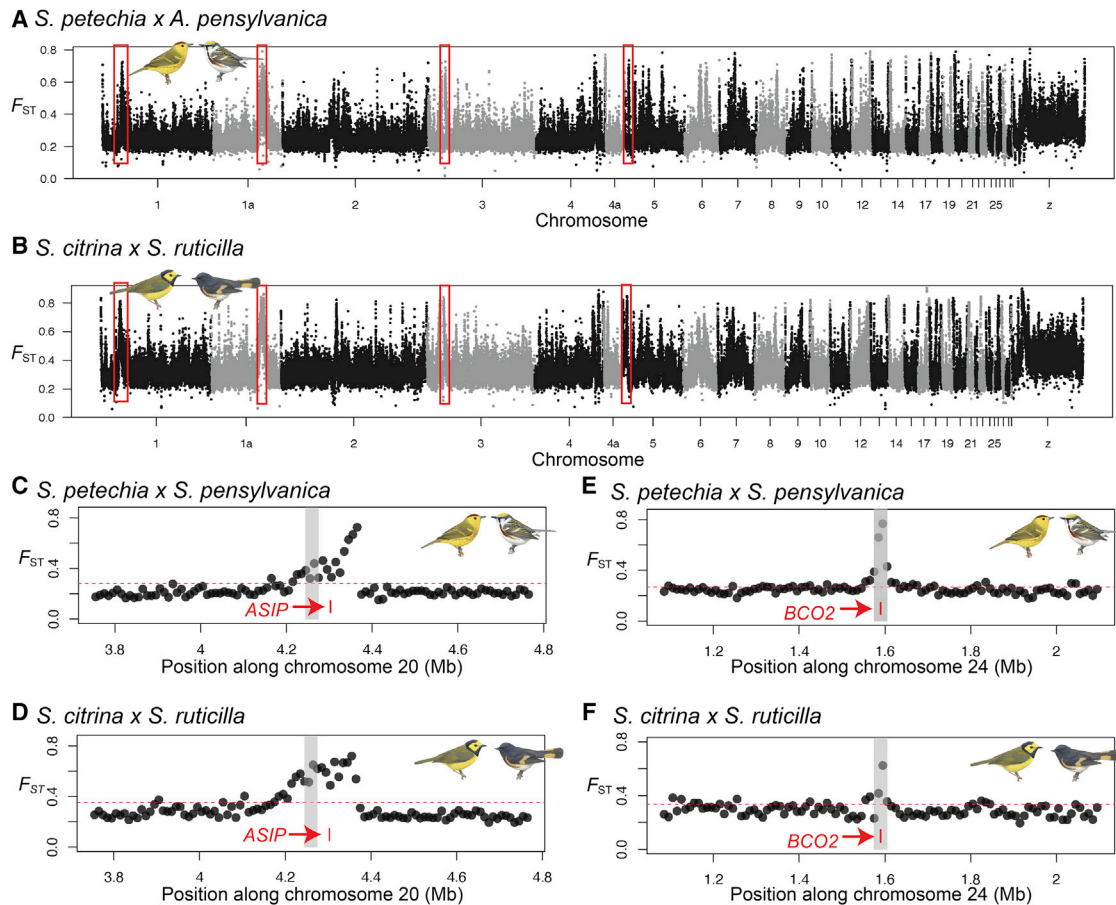 A S. petechia x A. pensylvanica
0.8
0.6
FST 0.4
0.2
0.0
1 1a 2 3 4 4a 5 6 7 8 9 10 12 14 17 19 21 25 z
Chromosome
B S. citrina x S. ruticilla
0.8
0.6
FST 0.4
0.2
0.0
1 1a 2 3 4 4a 5 6 7 8 9 10 12 14 17 19 21 25 z
Chromosome
C S. petechia x S. pensylvanica
0.8
FST
0.4
0.0
ASIP
3.8 4 4.2 4.4 4.6 4.8
Position along chromosome 20 (Mb)
E S. petechia x S. pensylvanica
0.8
FST
0.4
0.0
BCO2
1.2 1.4 1.6 1.8 2
Position along chromosome 24 (Mb)
D S. citrina x S. ruticilla
0.8
FST
0.4
0.0
ASIP
3.8 4 4.2 4.4 4.6 4.8
Position along chromosome 20 (Mb)
F S. citrina x S. ruticilla
0.8
FST
0.4
0.0
BCO2
1.2 1.4 1.6 1.8 2
Position along chromosome 24 (Mb)